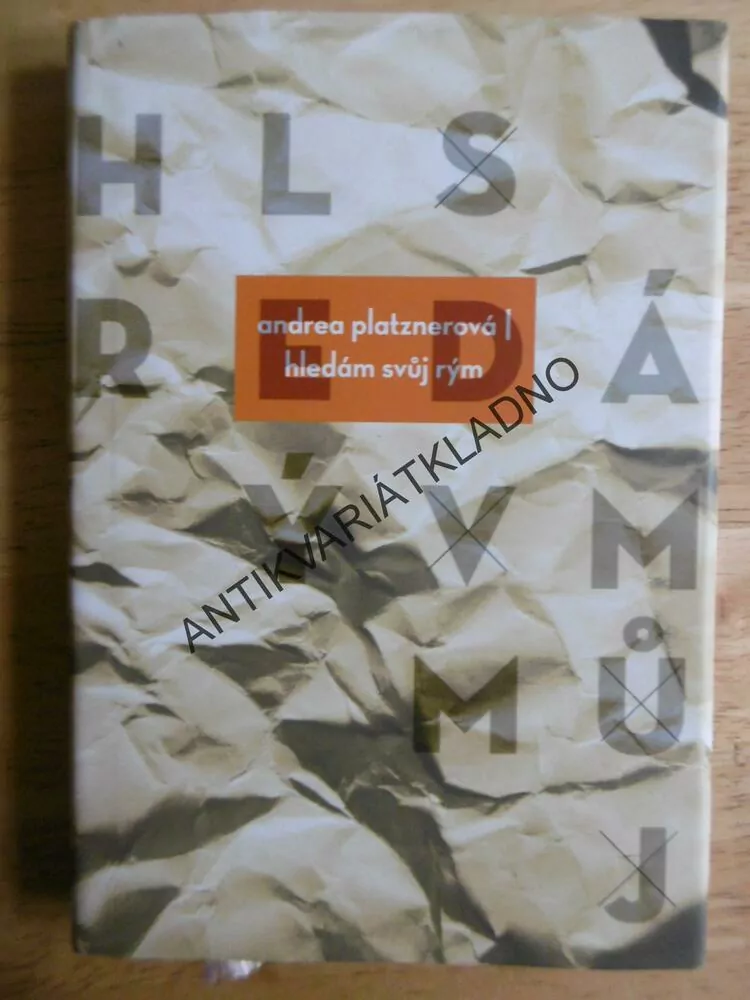 H L S
andrea platznerová |
R E D Á
hledám svůj rým
ANTIKVARIÁTKLADNO
Ý V M
M Ů
J